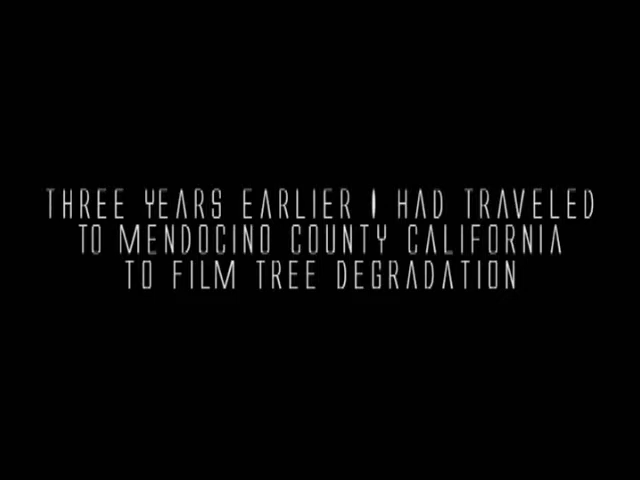 THREE YEARS EARLIER I HAD TRAVELED
TO MENDOCINO COUNTY CALIFORNIA
TO FILM TREE DEGRADATION